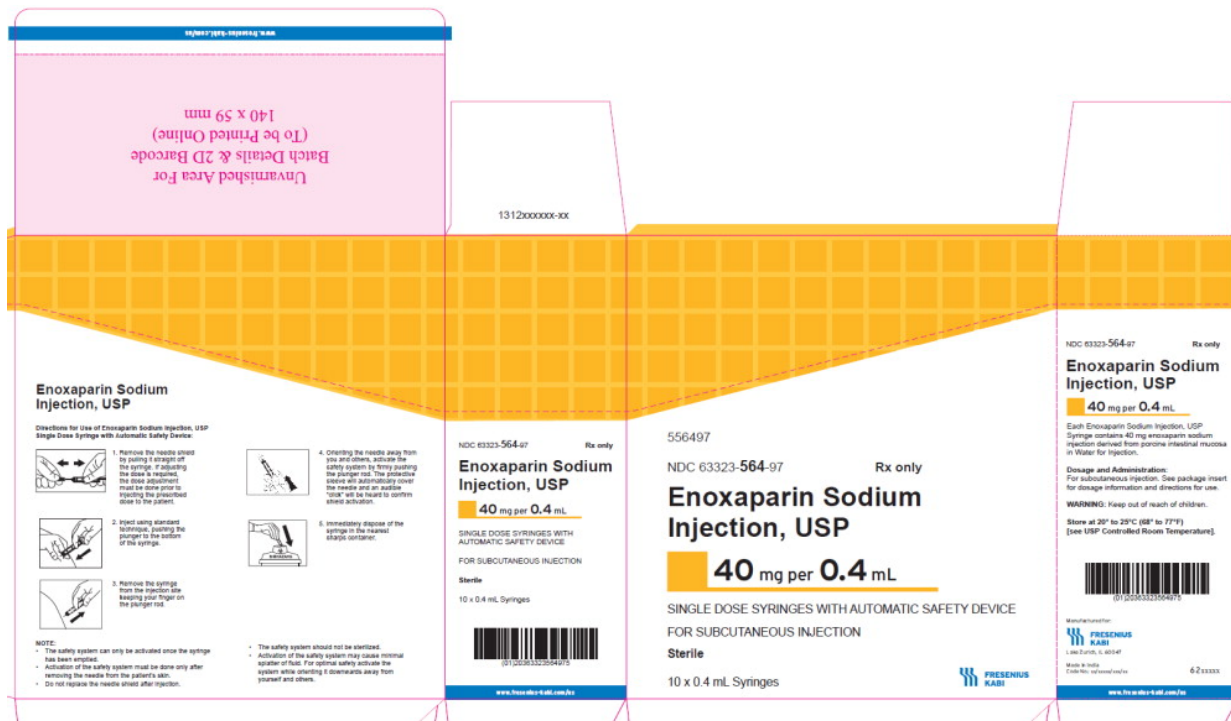 www.fresenius-kabi.com/us
Unvarnished Area For
Batch Details & 2D Barcode
(To be Printed Online)
140 x 59 mm
1312xxxxxx-xx
Enoxaparin Sodium
Injection, USP
Directions for Use of Enoxaparin Sodium Injection, USP
Single Dose Syringe with Automatic Safety Device:
1. Remove the needle shield
by pulling it straight off
the syringe. If adjusting
the dose is required,
the dose adjustment
must be done prior to
injecting the prescribed
dose to the patient.
2. Inject using standard
technique, pushing the
plunger to the bottom
of the syringe.
3. Remove the syringe
from the injection site
keeping your finger on
the plunger rod.
4. Orienting the needle away from
you and others, activate the
safety system by firmly pushing
the plunger rod. The protective
sleeve will automatically cover
the needle and an audible
"click" will be heard to confirm
shield activation.
5. Immediately dispose of the
syringe in the nearest
sharps container.
NOTE:
• The safety system can only be activated once the syringe
has been emptied.
• Activation of the safety system must be done only after
removing the needle from the patient's skin.
• Do not replace the needle shield after injection.
• The safety system should not be sterilized.
• Activation of the safety system may cause minimal
splatter of fluid. For optimal safety activate the
system while orienting it downwards away from
yourself and others.
NDC 63323-564-97 Rx only
Enoxaparin Sodium
Injection, USP
40 mg per 0.4 mL
SINGLE DOSE SYRINGES WITH
AUTOMATIC SAFETY DEVICE
FOR SUBCUTANEOUS INJECTION
Sterile
10 x 0.4 mL Syringes
(01)20363323564975
www.fresenius-kabi.com/us
556497
NDC 63323-564-97 Rx only
Enoxaparin Sodium
Injection, USP
40 mg per 0.4 mL
SINGLE DOSE SYRINGES WITH AUTOMATIC SAFETY DEVICE
FOR SUBCUTANEOUS INJECTION
Sterile
10 x 0.4 mL Syringes
FRESENIUS
KABI
NDC 63323-564-97 Rx only
Enoxaparin Sodium
Injection, USP
40 mg per 0.4 mL
Each Enoxaparin Sodium Injection, USP
Syringe contains 40 mg enoxaparin sodium
injection derived from porcine intestinal mucosa
in Water for Injection.
Dosage and Administration:
For subcutaneous injection. See package insert
for dosage information and directions for use.
WARNING: Keep out of reach of children.
Store at 20° to 25°C (68° to 77°F)
[see USP Controlled Room Temperature].
(01)20363323564975
Manufactured for:
FRESENIUS
KABI
Lake Zurich, IL 60047
Made in India
Code No.:
62xxxxx
www.fresenius-kabi.com/us